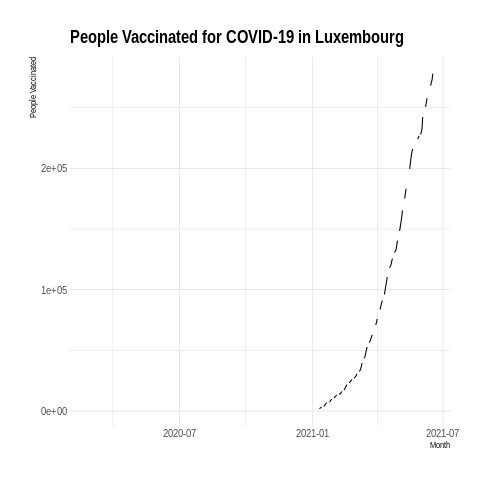 People Vaccinated for COVID-19 in Luxembourg
People Vaccinated
2e+05
1e+05
0e+00
2020-07
2021-01
2021-07
Month